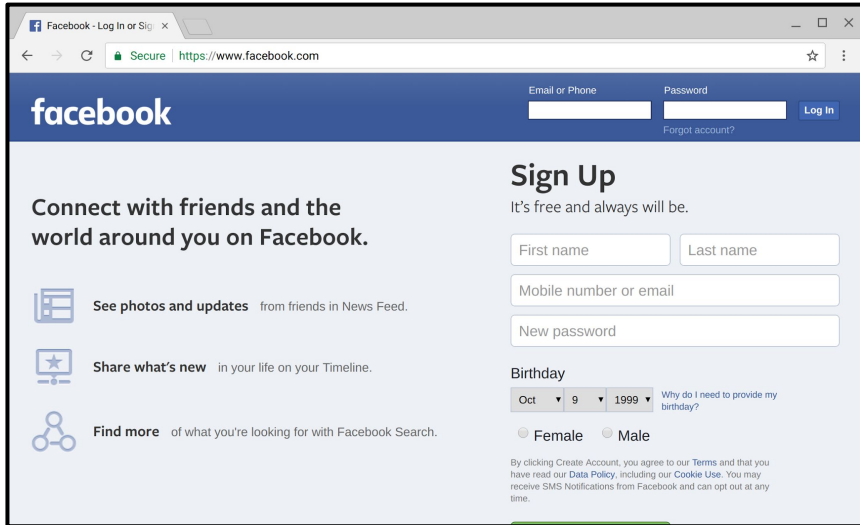 Facebook - Log In or Sig
Secure https://www.facebook.com
facebook
Email or Phone
Password
Log In
Forgot account?
Connect with friends and the
world around you on Facebook.
See photos and updates from friends in News Feed.
Share what's new in your life on your Timeline.
Find more of what you're looking for with Facebook Search.
Sign Up
It's free and always will be.
First name
Last name
Mobile number or email
New password
Birthday
Oct 9 1999
Why do I need to provide my
birthday?
Female Male
By clicking Create Account, you agree to our Terms and that you
have read our Data Policy, including our Cookie Use. You may
receive SMS Notifications from Facebook and can opt out at any
time.